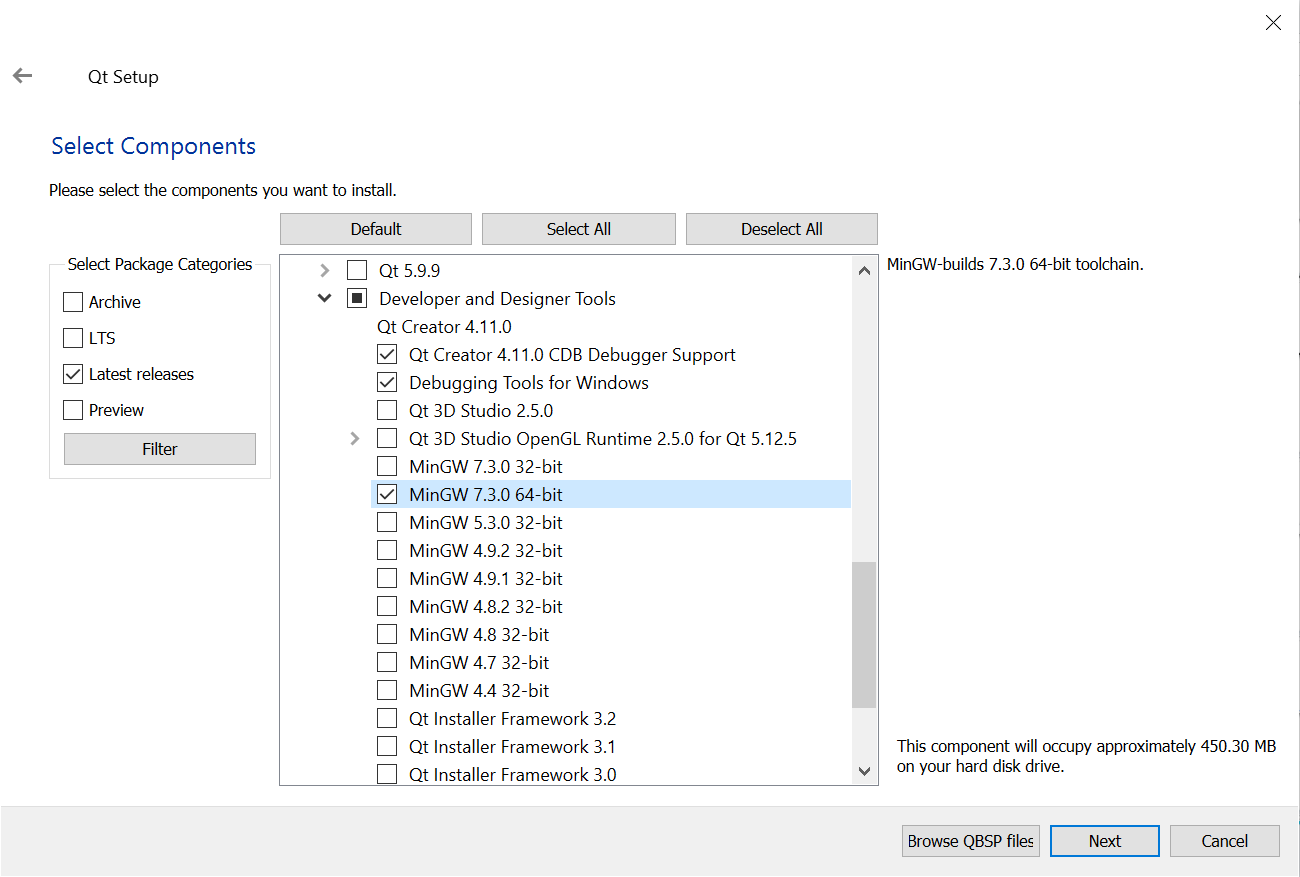 Qt Setup
Select Components
Please select the components you want to install.
Default
Select All
Deselect All
Select Package Categories
Archive
LTS
Latest releases
Preview
Filter
Qt 5.9.9
Developer and Designer Tools
Qt Creator 4.11.0
Qt Creator 4.11.0 CDB Debugger Support
Debugging Tools for Windows
Qt 3D Studio 2.5.0
Qt 3D Studio OpenGL Runtime 2.5.0 for Qt 5.12.5
MinGW 7.3.0 32-bit
MinGW 7.3.0 64-bit
MinGW 5.3.0 32-bit
MinGW 4.9.2 32-bit
MinGW 4.9.1 32-bit
MinGW 4.8.2 32-bit
MinGW 4.8 32-bit
MinGW 4.7 32-bit
MinGW 4.4 32-bit
Qt Installer Framework 3.2
Qt Installer Framework 3.1
Qt Installer Framework 3.0
MinGW-builds 7.3.0 64-bit toolchain.
This component will occupy approximately 450.30 MB
on your hard disk drive.
Browse QBSP files
Next
Cancel